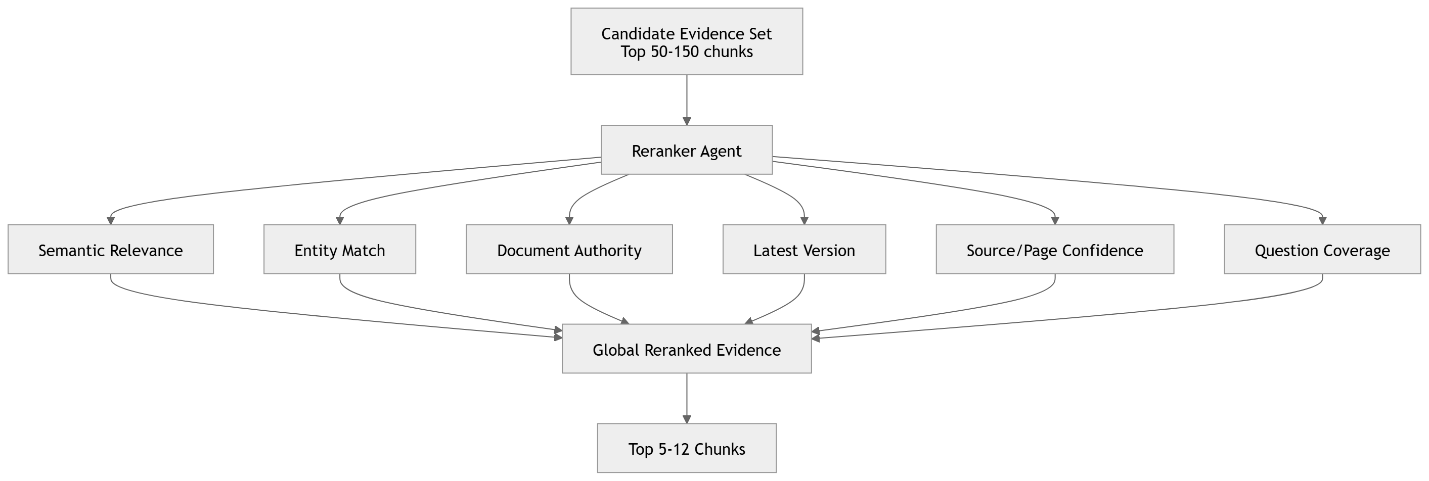 Candidate Evidence Set
Top 50-150 chunks
Reranker Agent
Semantic Relevance
Entity Match
Document Authority
Latest Version
Source/Page Confidence
Question Coverage
Global Reranked Evidence
Top 5-12 Chunks